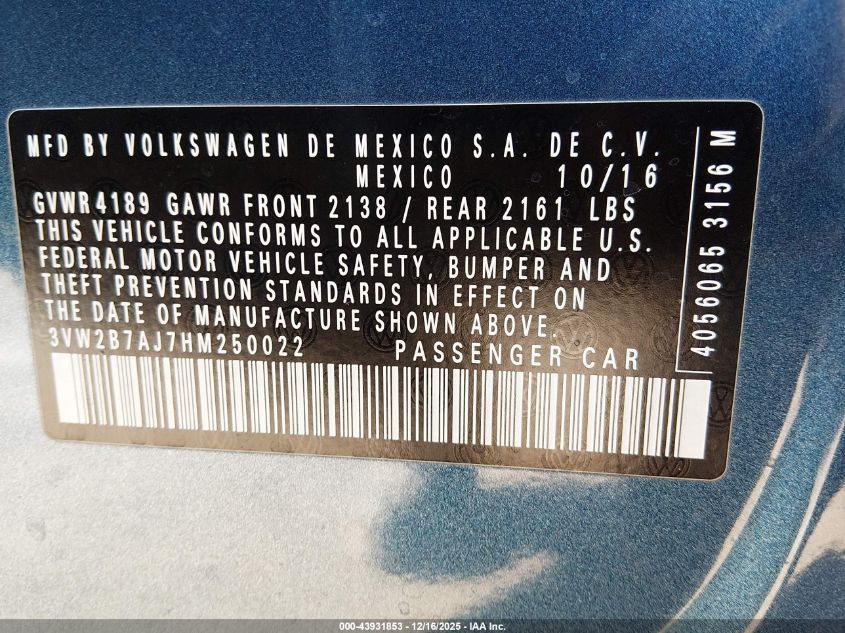 MFD BY VOLKSWAGEN DE MEXICO S.A. DE C.V.
MEXICO 10/16
GVWR 4189 GAWR FRONT 2138 / REAR 2161 LBS
THIS VEHICLE CONFORMS TO ALL APPLICABLE U.S.
FEDERAL MOTOR VEHICLE SAFETY, BUMPER AND
THEFT PREVENTION STANDARDS IN EFFECT ON
THE DATE OF MANUFACTURE SHOWN ABOVE.
3VW2B7AJ7HM250022 PASSENGER CAR
4056065 3156 M
000-43931853 - 12/16/2025 - IAA Inc.